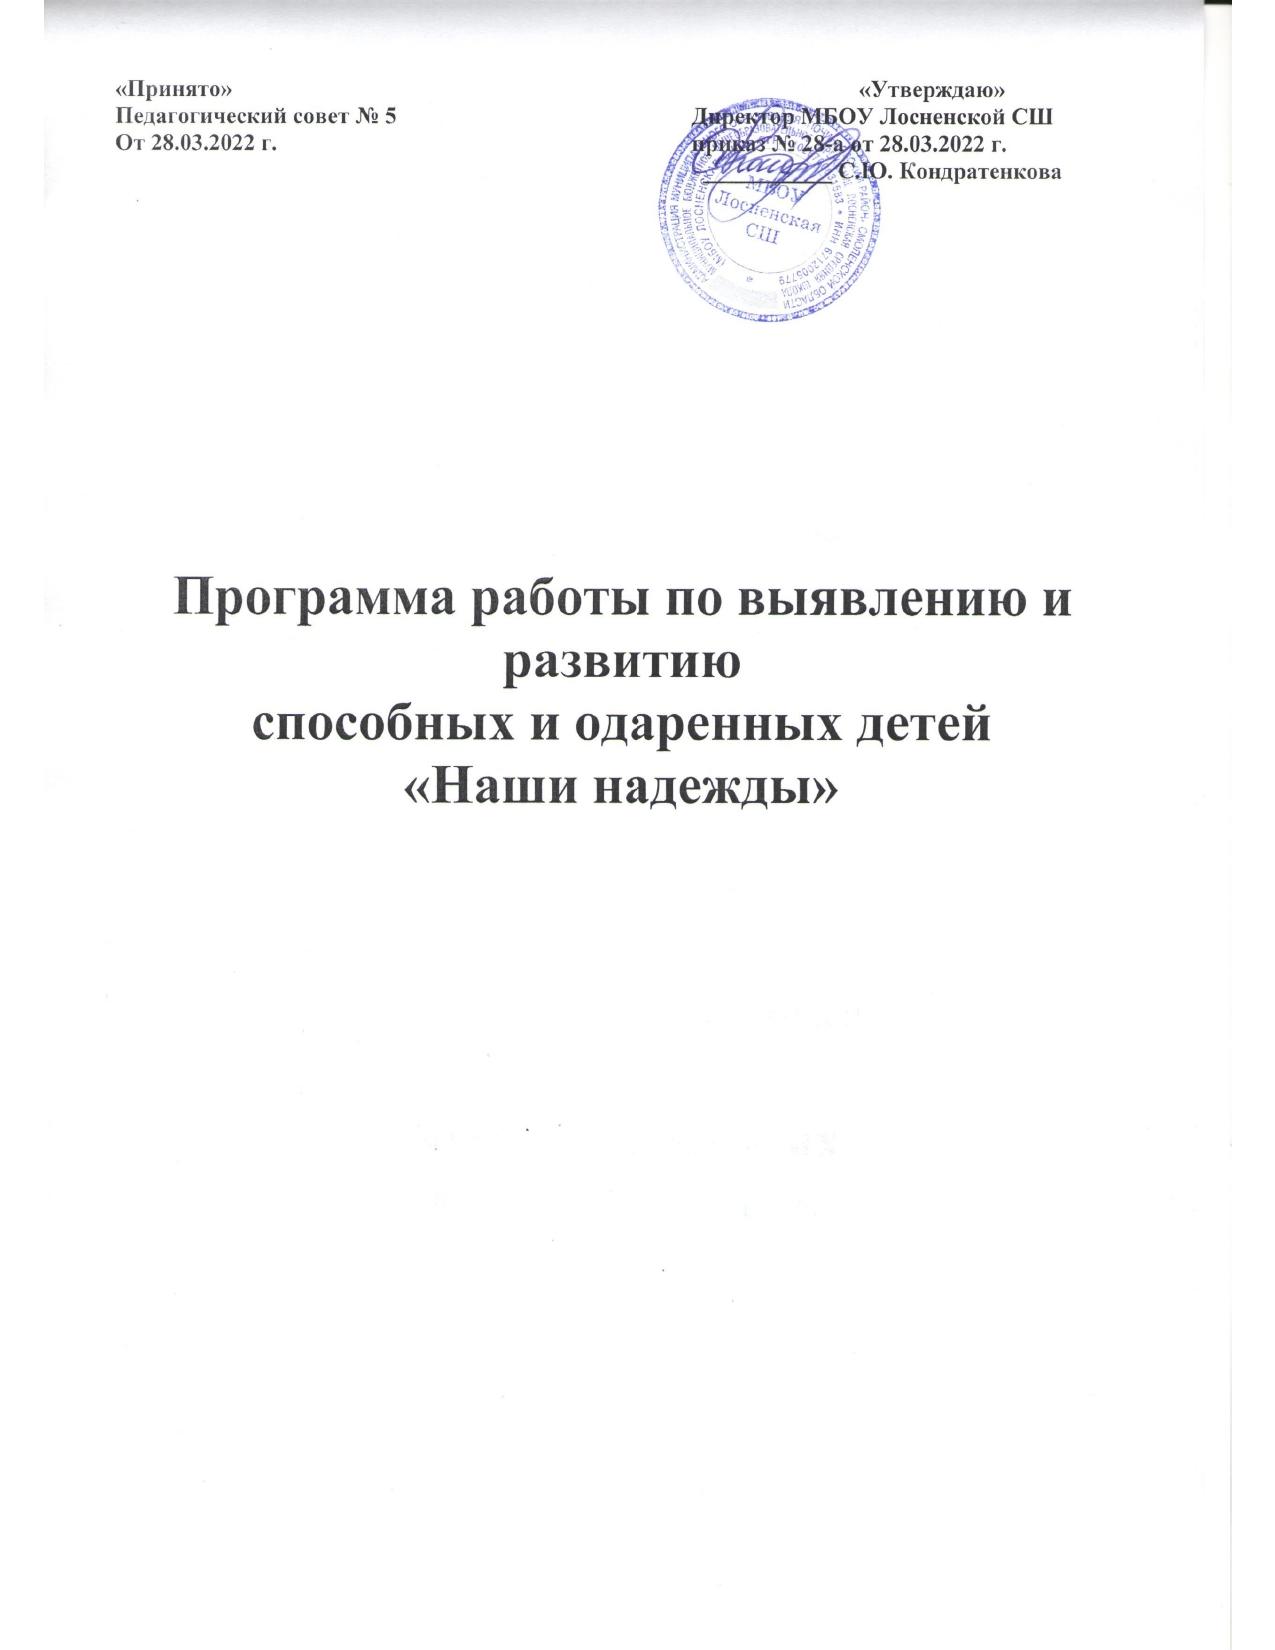 «Принято»
Педагогический совет № 5
От 28.03.2022 г.
«Утверждаю»
Директор МБОУ Лосненской СШ
приказ № 28-а от 28.03.2022 г.
С.Ю. Кондратенкова
МБОУ
Лосненская
СШ
Программа работы по выявлению и
развитию
способных и одаренных детей
«Наши надежды»